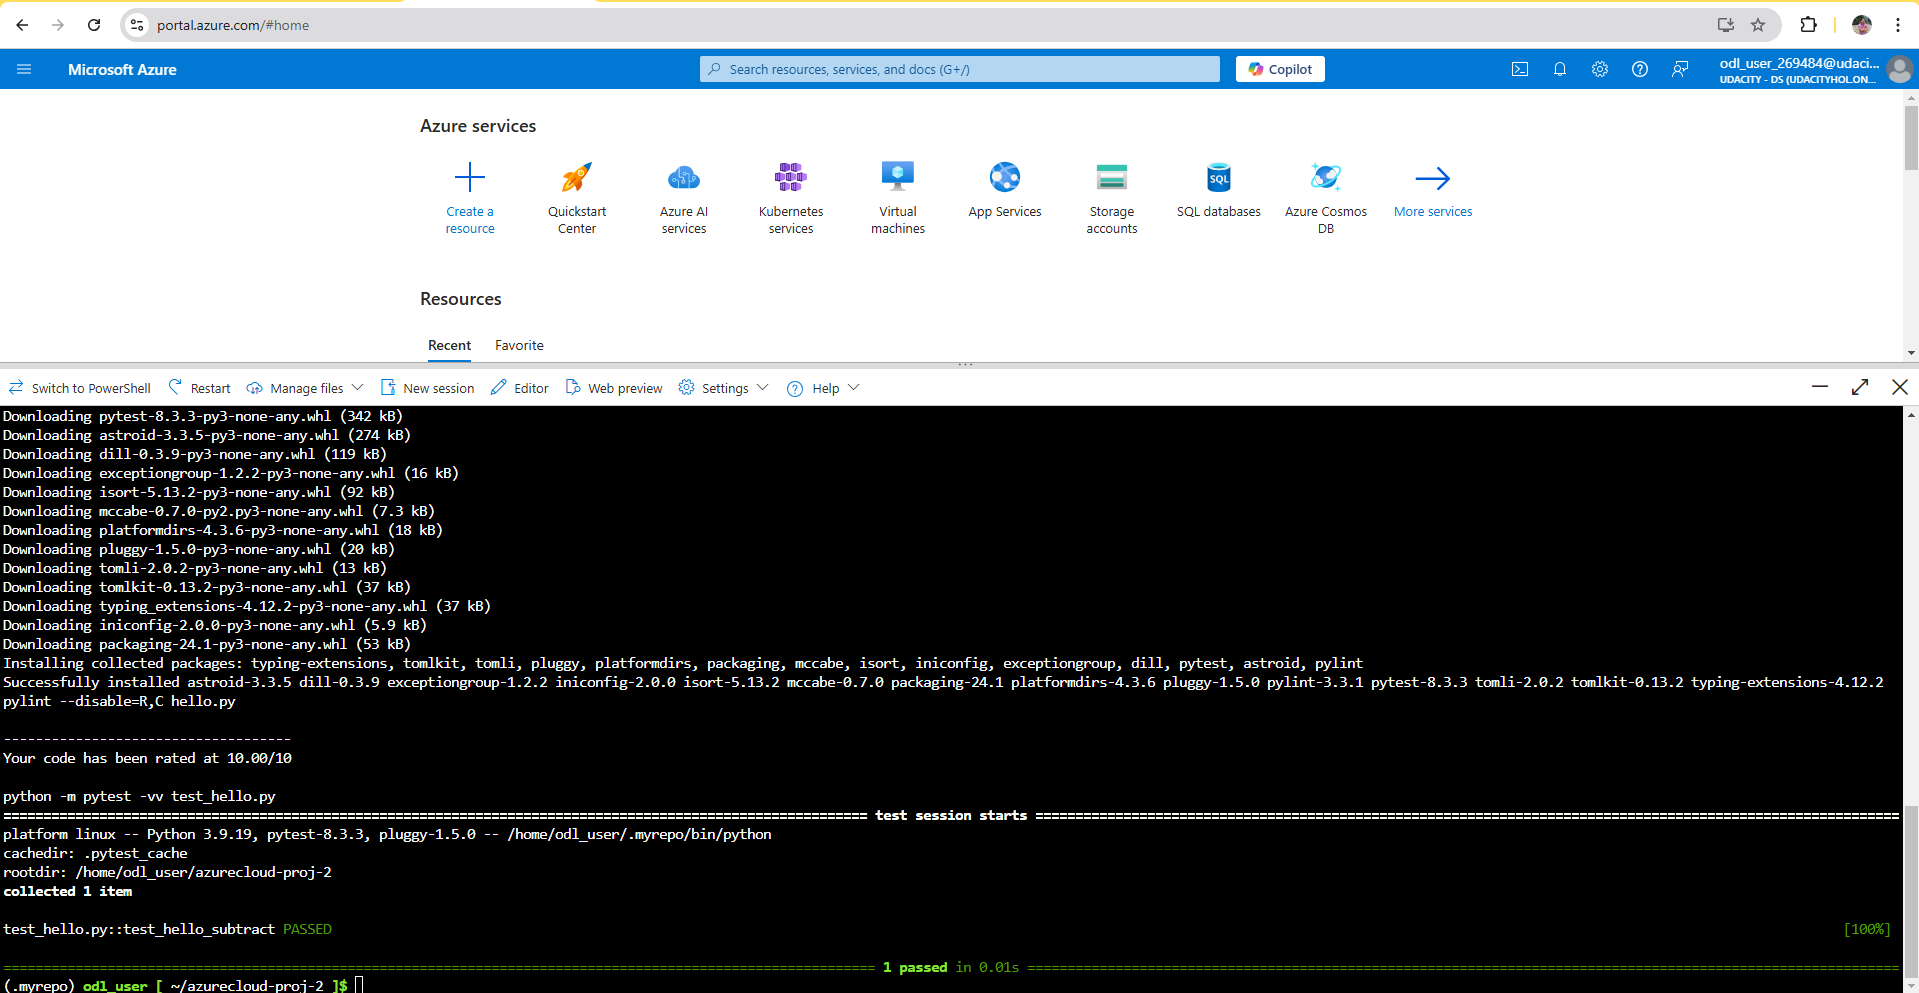 portal.azure.com/#home
Microsoft Azure
Search resources, services, and docs (G+/)
Copilot
odl_user_269484@udaci...
UDACITY - DS (UDACITYHOL.ON...
Azure services
Create a resource
Quickstart Center
Azure AI services
Kubernetes services
Virtual machines
App Services
Storage accounts
SQL
SQL databases
Azure Cosmos DB
More services
Resources
Recent Favorite
Switch to PowerShell Restart Manage files New session Editor Web preview Settings Help
Downloading pytest-8.3.3-py3-none-any.whl (342 kB)
Downloading astroid-3.3.5-py3-none-any.whl (274 kB)
Downloading dill-0.3.9-py3-none-any.whl (119 kB)
Downloading exceptiongroup-1.2.2-py3-none-any.whl (16 kB)
Downloading isort-5.13.2-py3-none-any.whl (92 kB)
Downloading mccabe-0.7.0-py2.py3-none-any.whl (7.3 kB)
Downloading platformdirs-4.3.6-py3-none-any.whl (18 kB)
Downloading pluggy-1.5.0-py3-none-any.whl (20 kB)
Downloading tomli-2.0.2-py3-none-any.whl (13 kB)
Downloading tomlkit-0.13.2-py3-none-any.whl (37 kB)
Downloading typing_extensions-4.12.2-py3-none-any.whl (37 kB)
Downloading iniconfig-2.0.0-py3-none-any.whl (5.9 kB)
Downloading packaging-24.1-py3-none-any.whl (53 kB)
Installing collected packages: typing-extensions, tomlkit, tomli, pluggy, platformdirs, packaging, mccabe, isort, iniconfig, exceptiongroup, dill, pytest, astroid, pylint
Successfully installed astroid-3.3.5 dill-0.3.9 exceptiongroup-1.2.2 iniconfig-2.0.0 isort-5.13.2 mccabe-0.7.0 packaging-24.1 platformdirs-4.3.6 pluggy-1.5.0 pylint-3.3.1 pytest-8.3.3 tomli-2.0.2 tomlkit-0.13.2 typing-extensions-4.12.2
pylint --disable=R,C hello.py
------------------------------------
Your code has been rated at 10.00/10
python -m pytest -vv test_hello.py
=== test session starts ===
platform linux -- Python 3.9.19, pytest-8.3.3, pluggy-1.5.0 -- /home/odl_user/.myrepo/bin/python
cachedir: .pytest_cache
rootdir: /home/odl_user/azurecloud-proj-2
collected 1 item
test_hello.py::test_hello_subtract PASSED [100%]
=== 1 passed in 0.01s ===
(.myrepo) odl_user [ ~/azurecloud-proj-2 ]$